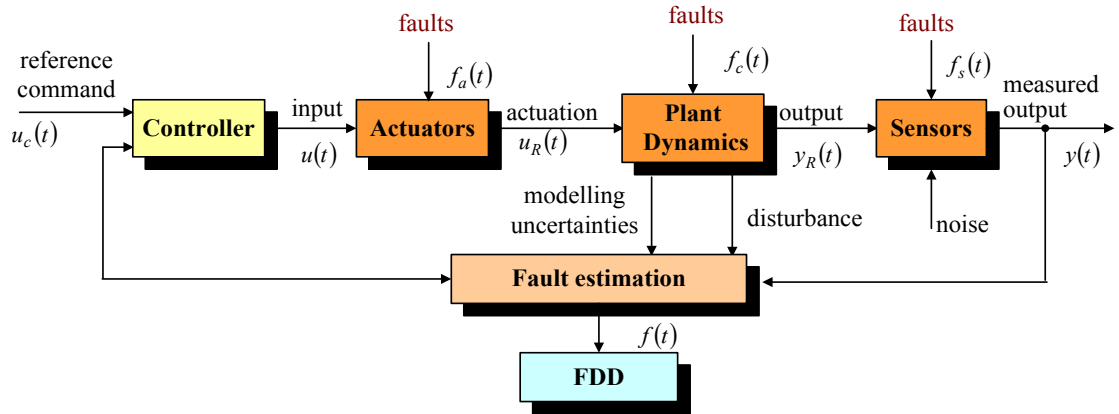 faults
faults
faults
reference
command
u_c(t)
Controller
input
u(t)
f_a(t)
Actuators
actuation
u_R(t)
f_c(t)
Plant
Dynamics
output
y_R(t)
f_s(t)
Sensors
measured
output
y(t)
modelling
uncertainties
disturbance
noise
Fault estimation
f(t)
FDD